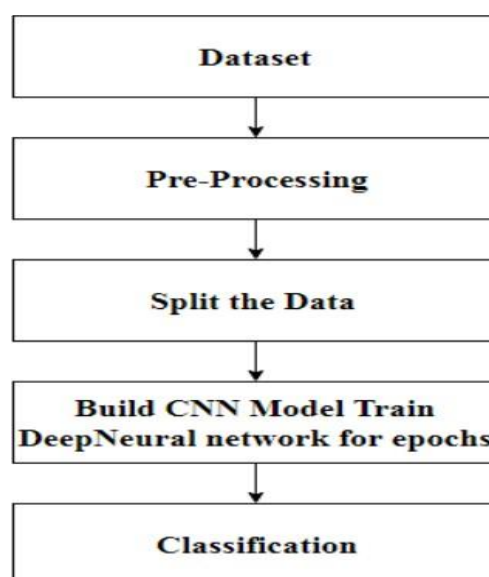 Dataset
Pre-Processing
Split the Data
Build CNN Model Train
DeepNeural network for epochs
Classification